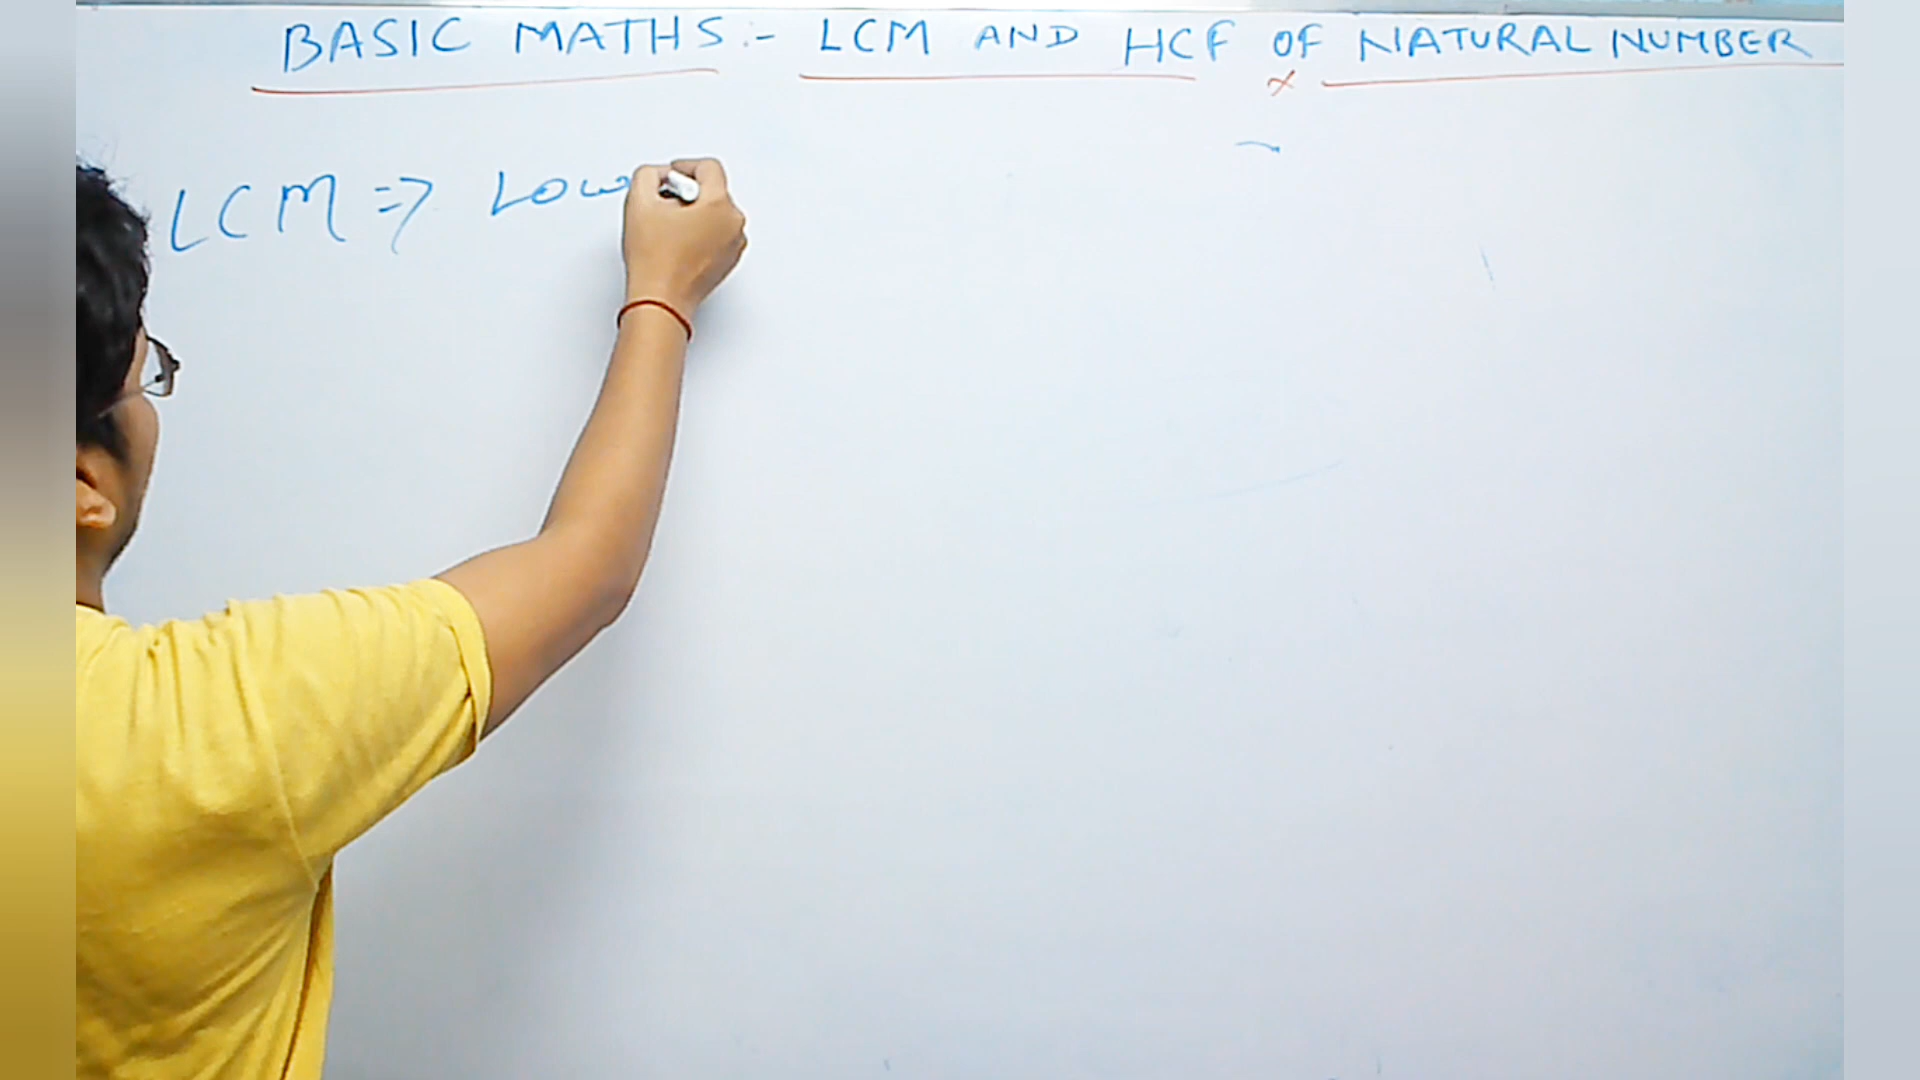 BASIC MATHS :- LCM AND HCF OF NATURAL NUMBER
LCM => Low